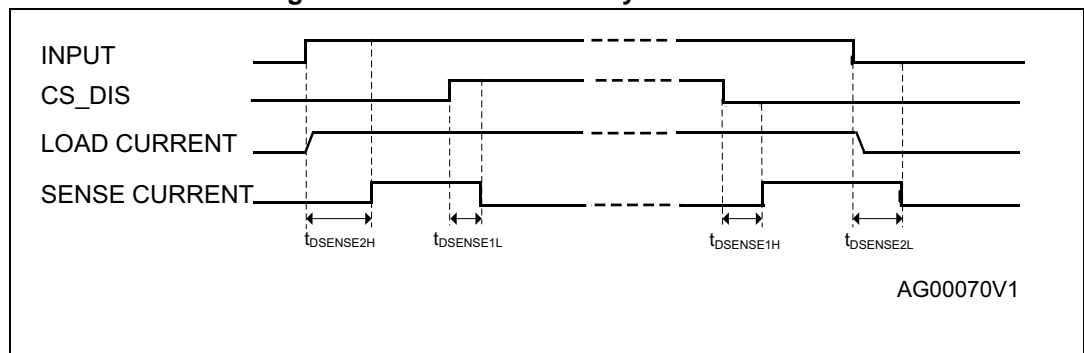 INPUT
CS_DIS
LOAD CURRENT
SENSE CURRENT
tDSENSE2H
tDSENSE1L
tDSENSE1H
tDSENSE2L
AG00070V1